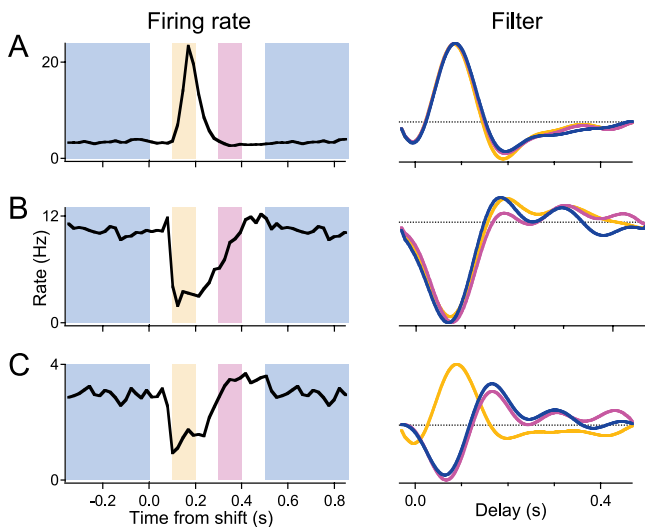 Firing rate
Filter
A
20
0
B
12
0
Rate (Hz)
C
4
0
-0.2 0.0 0.2 0.4 0.6 0.8
Time from shift (s)
0.0 0.4
Delay (s)